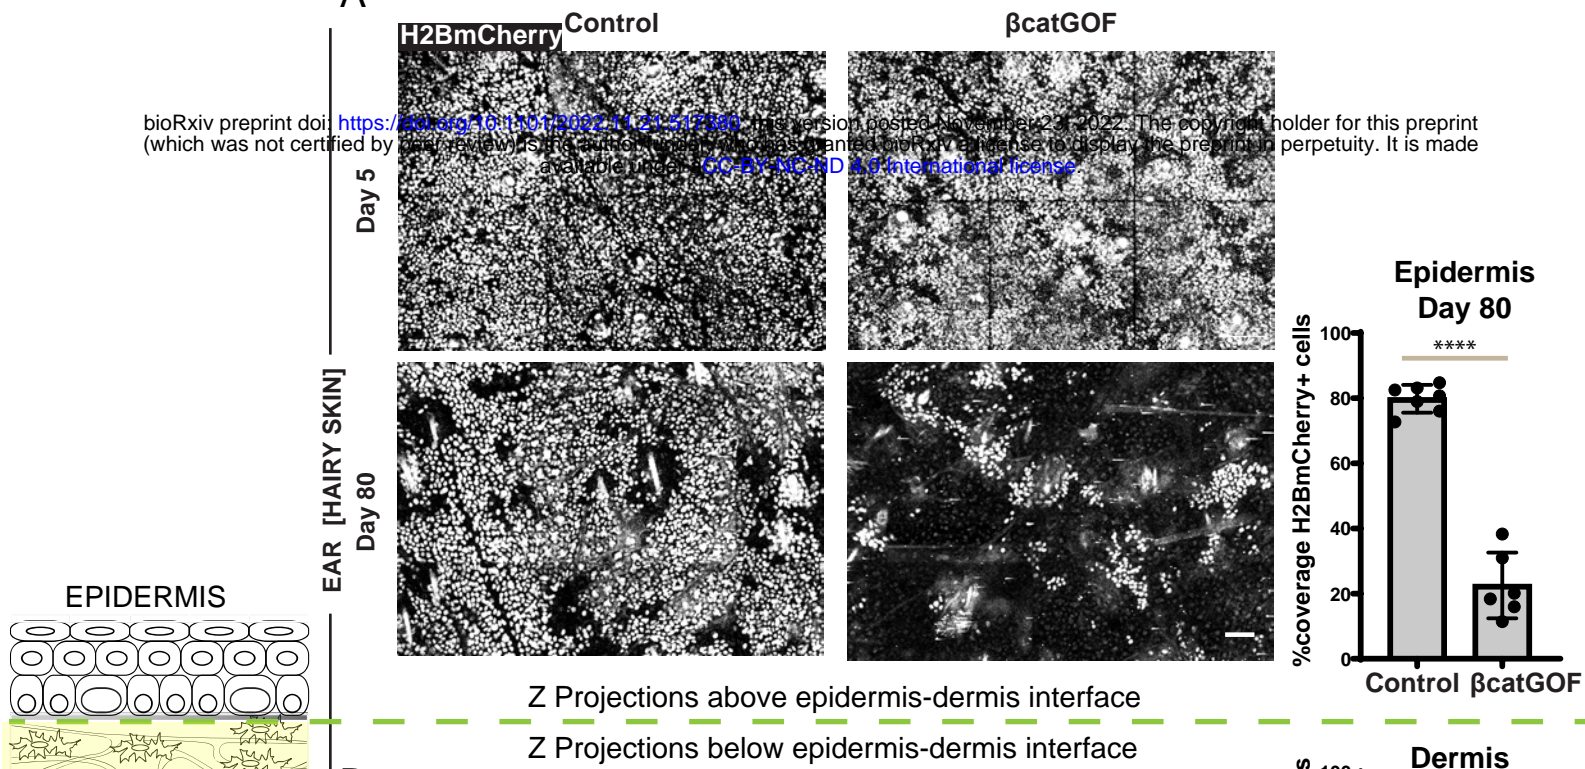 Control
βcatGOF
H2BmCherry
bioRxiv preprint doi: https://doi.org/10.1101/2022.11.21.517380; this version posted November 23, 2022. The copyright holder for this preprint
(which was not certified by peer review) is the author/funder, who has granted bioRxiv a license to display the preprint in perpetuity. It is made
available under a CC-BY-NC-ND 4.0 International license.
Day 5
EAR [HAIRY SKIN]
Day 80
Epidermis
Day 80
****
%coverage H2BmCherry+ cells
100
80
60
40
20
0
Control βcatGOF
EPIDERMIS
Z Projections above epidermis-dermis interface
Z Projections below epidermis-dermis interface
Dermis